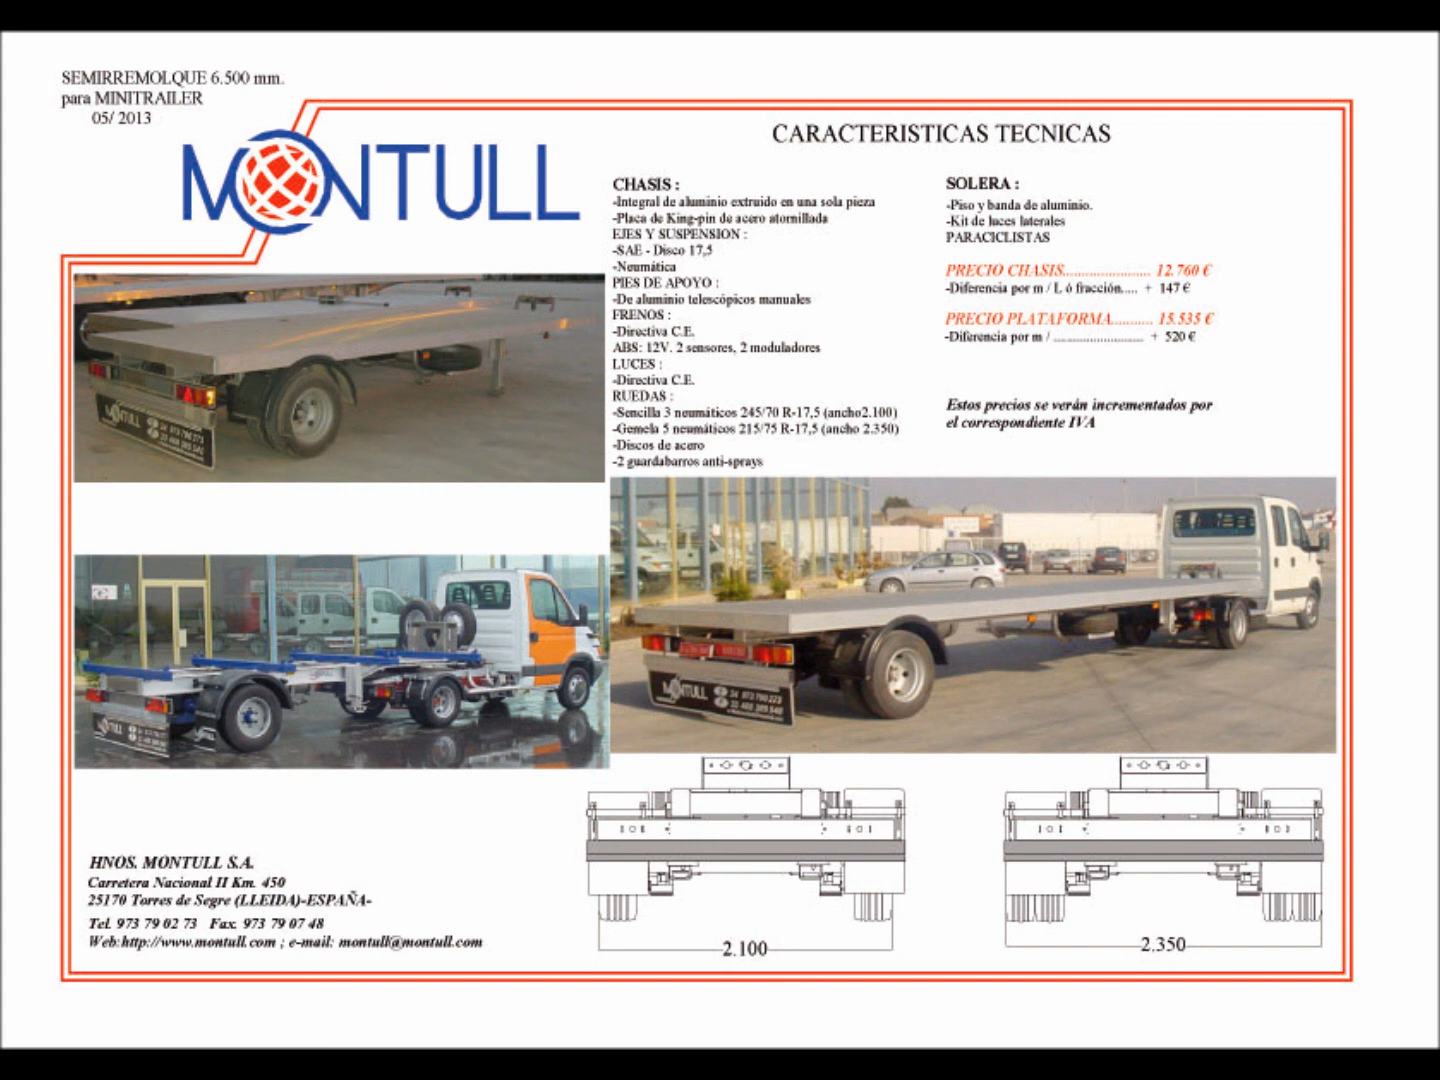 SEMIRREMOLQUE 6.500 mm.
para MINITRAILER
05/ 2013
MONTULL
CARACTERISTICAS TECNICAS
CHASIS :
-Integral de aluminio extruido en una sola pieza
-Placa de King-pin de acero atornillada
EJES Y SUSPENSION :
-SAE - Disco 17,5
-Neumática
PIES DE APOYO :
-De aluminio telescópicos manuales
FRENOS :
-Directiva C.E.
ABS: 12V. 2 sensores, 2 moduladores
LUCES :
-Directiva C.E.
RUEDAS :
-Sencilla 3 neumáticos 245/70 R-17,5 (ancho2.100)
-Gemela 5 neumáticos 215/75 R-17,5 (ancho 2.350)
-Discos de acero
-2 guardabarros anti-sprays
SOLERA :
-Piso y banda de aluminio.
-Kit de luces laterales
PARACICLISTAS
PRECIO CHASIS........................ 12.760 €
-Diferencia por m / L ó fracción..... + 147 €
PRECIO PLATAFORMA........... 15.535 €
-Diferencia por m / ............................ + 520 €
Estos precios se verán incrementados por
el correspondiente IVA
MONTULL
MONTULL
34 973 790 273
2.100
2.350
HNOS. MONTULL S.A.
Carretera Nacional II Km. 450
25170 Torres de Segre (LLEIDA)-ESPAÑA-
Tel. 973 79 02 73 Fax. 973 79 07 48
Web:http://www.montull.com ; e-mail: montull@montull.com